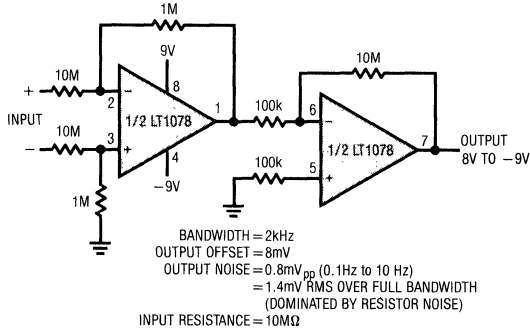 1M
9V
10M
10M
+
2
−
8
1
100k
6
−
7
INPUT
1/2 LT1078
1/2 LT1078
OUTPUT
8V TO −9V
−
10M
3
+
4
100k
5
+
−9V
1M
BANDWIDTH = 2kHz
OUTPUT OFFSET = 8mV
OUTPUT NOISE = 0.8mVpp (0.1Hz to 10 Hz)
= 1.4mV RMS OVER FULL BANDWIDTH
(DOMINATED BY RESISTOR NOISE)
INPUT RESISTANCE = 10MΩ